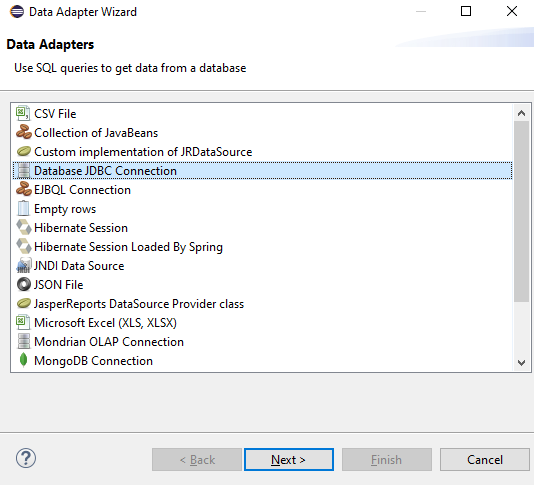 Data Adapter Wizard
Data Adapters
Use SQL queries to get data from a database
CSV File
Collection of JavaBeans
Custom implementation of JRDataSource
Database JDBC Connection
EJBQL Connection
Empty rows
Hibernate Session
Hibernate Session Loaded By Spring
JNDI Data Source
JSON File
JasperReports DataSource Provider class
Microsoft Excel (XLS, XLSX)
Mondrian OLAP Connection
MongoDB Connection
< Back
Next >
Finish
Cancel